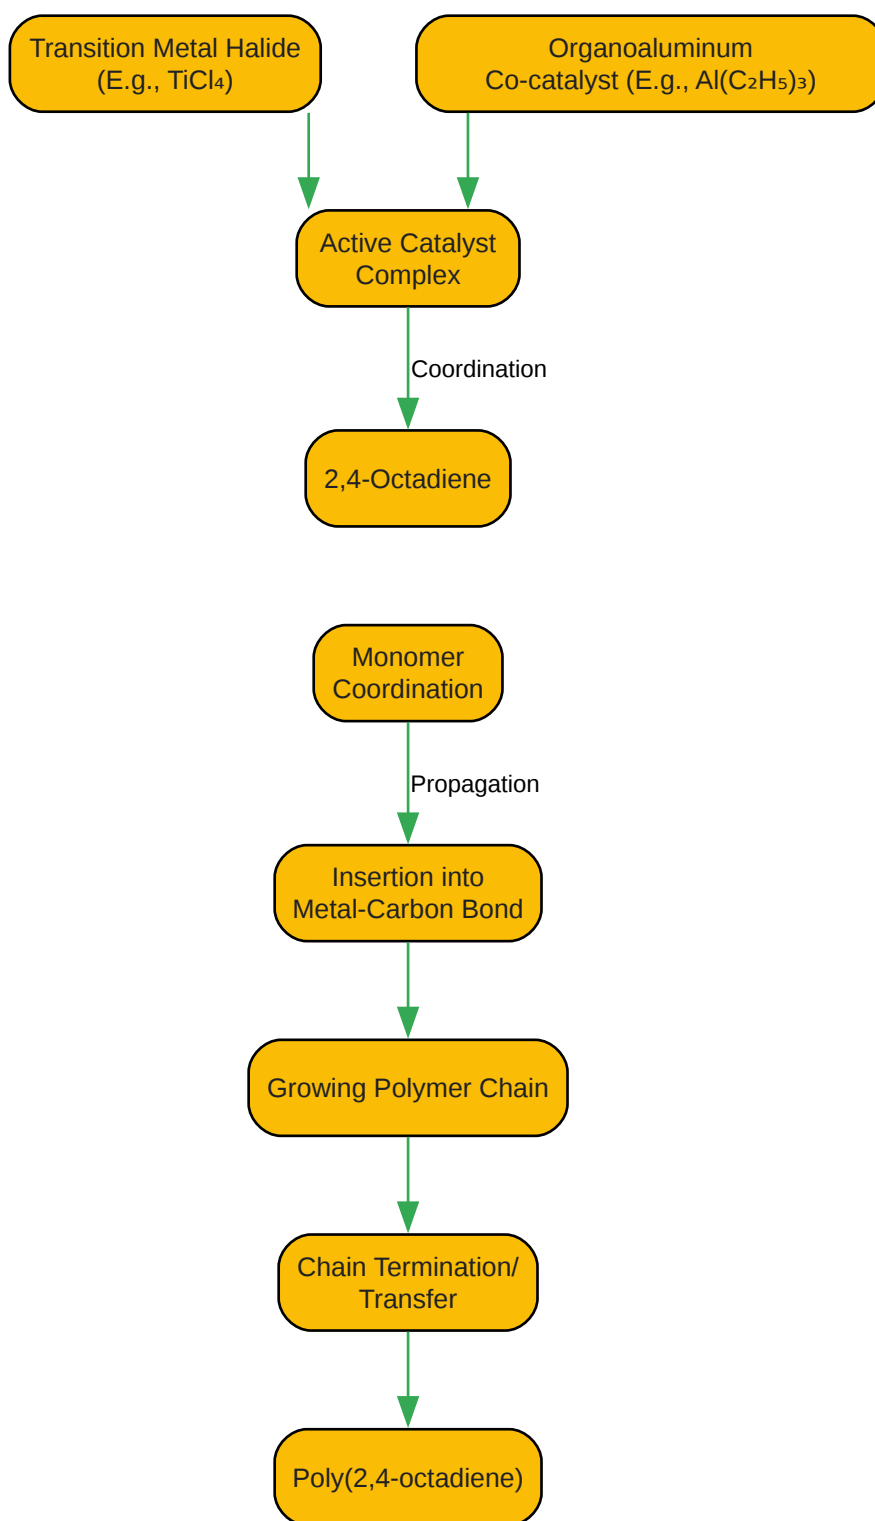 Transition Metal Halide
(E.g., TiCl₄)
Organoaluminum
Co-catalyst (E.g., Al(C₂H₅)₃)
Active Catalyst
Complex
Coordination
2,4-Octadiene
Monomer
Coordination
Propagation
Insertion into
Metal-Carbon Bond
Growing Polymer Chain
Chain Termination/
Transfer
Poly(2,4-octadiene)